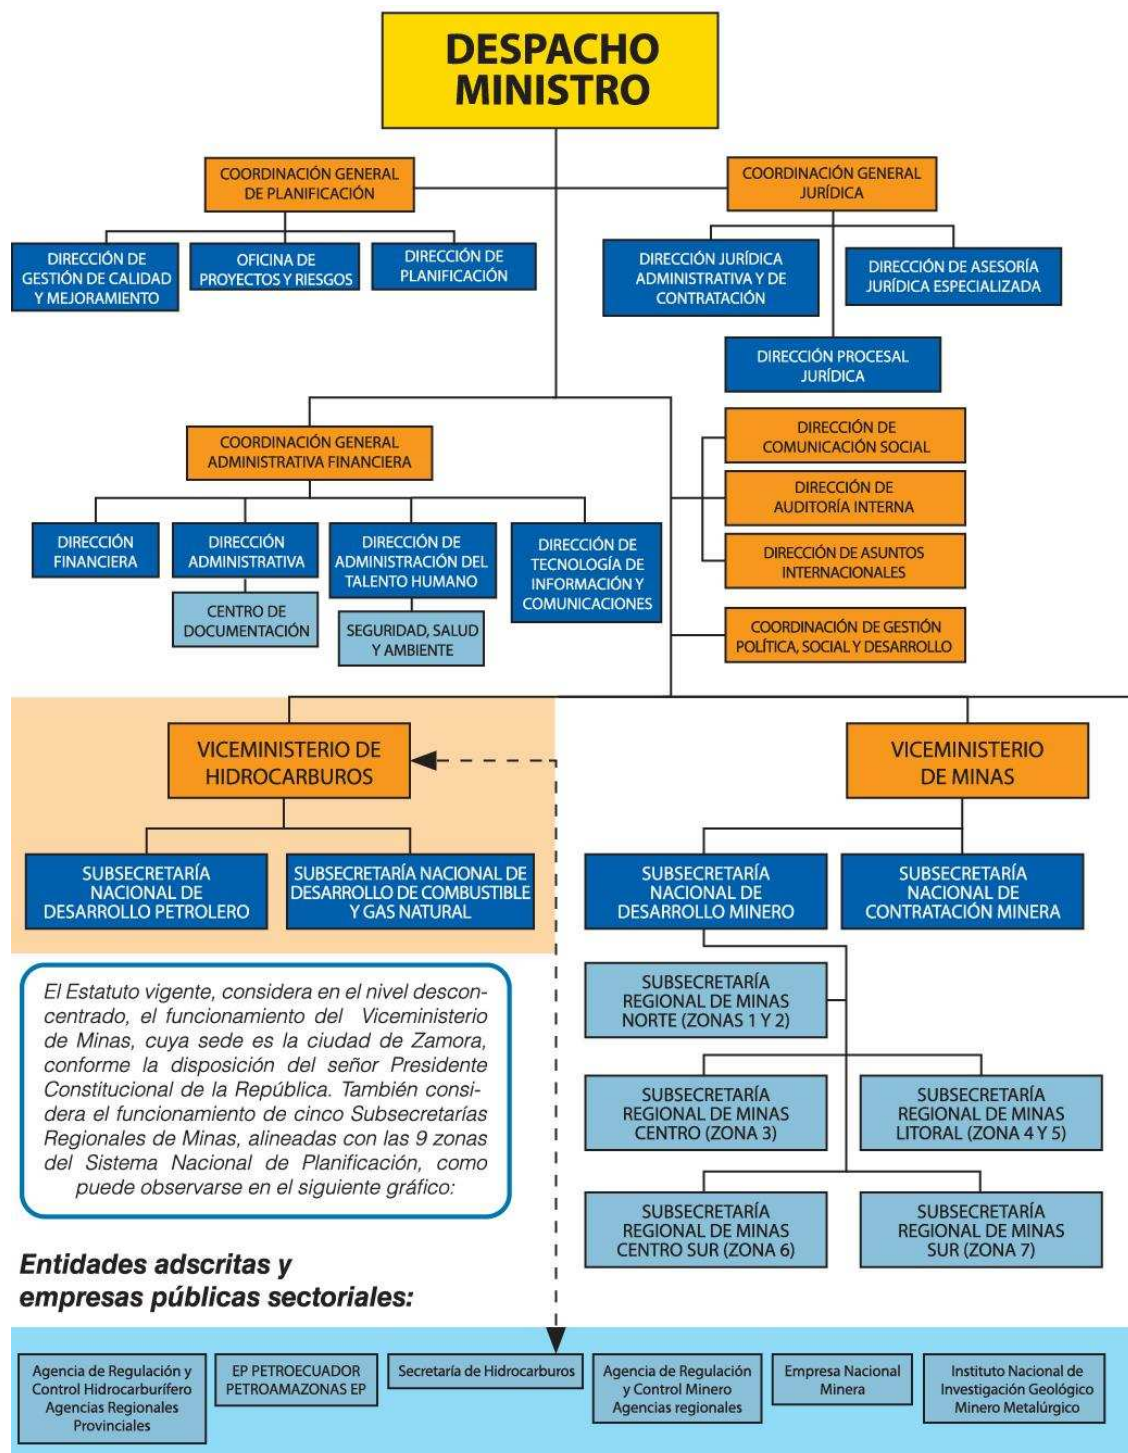 DESPACHO
MINISTRO
COORDINACIÓN GENERAL
DE PLANIFICACIÓN
COORDINACIÓN GENERAL
JURÍDICA
DIRECCIÓN DE
GESTIÓN DE CALIDAD
Y MEJORAMIENTO
OFICINA DE
PROYECTOS Y RIESGOS
DIRECCIÓN DE
PLANIFICACIÓN
DIRECCIÓN JURÍDICA
ADMINISTRATIVA Y DE
CONTRATACIÓN
DIRECCIÓN DE ASESORÍA
JURÍDICA ESPECIALIZADA
DIRECCIÓN PROCESAL
JURÍDICA
COORDINACIÓN GENERAL
ADMINISTRATIVA FINANCIERA
DIRECCIÓN DE
COMUNICACIÓN SOCIAL
DIRECCIÓN DE
AUDITORÍA INTERNA
DIRECCIÓN DE ASUNTOS
INTERNACIONALES
COORDINACIÓN DE GESTIÓN
POLÍTICA, SOCIAL Y DESARROLLO
DIRECCIÓN
FINANCIERA
DIRECCIÓN
ADMINISTRATIVA
DIRECCIÓN DE
ADMINISTRACIÓN DEL
TALENTO HUMANO
DIRECCIÓN DE
TECNOLOGÍA DE
INFORMACIÓN Y
COMUNICACIONES
CENTRO DE
DOCUMENTACIÓN
SEGURIDAD, SALUD
Y AMBIENTE
VICEMINISTERIO DE
HIDROCARBUROS
VICEMINISTERIO
DE MINAS
SUBSECRETARÍA
NACIONAL DE
DESARROLLO PETROLERO
SUBSECRETARÍA NACIONAL DE
DESARROLLO DE COMBUSTIBLE
Y GAS NATURAL
SUBSECRETARÍA
NACIONAL DE
DESARROLLO MINERO
SUBSECRETARÍA
NACIONAL DE
CONTRATACIÓN MINERA
El Estatuto vigente, considera en el nivel descon-
centrado, el funcionamiento del Viceministerio
de Minas, cuya sede es la ciudad de Zamora,
conforme la disposición del señor Presidente
Constitucional de la República. También consi-
dera el funcionamiento de cinco Subsecretarías
Regionales de Minas, alineadas con las 9 zonas
del Sistema Nacional de Planificación, como
puede observarse en el siguiente gráfico:
SUBSECRETARÍA
REGIONAL DE MINAS
NORTE (ZONAS 1 Y 2)
SUBSECRETARÍA
REGIONAL DE MINAS
CENTRO (ZONA 3)
SUBSECRETARÍA
REGIONAL DE MINAS
LITORAL (ZONA 4 Y 5)
SUBSECRETARÍA
REGIONAL DE MINAS
CENTRO SUR (ZONA 6)
SUBSECRETARÍA
REGIONAL DE MINAS
SUR (ZONA 7)
Entidades adscritas y
empresas públicas sectoriales:
Agencia de Regulación y
Control Hidrocarburífero
Agencias Regionales
Provinciales
EP PETROECUADOR
PETROAMAZONAS EP
Secretaría de Hidrocarburos
Agencia de Regulación
y Control Minero
Agencias regionales
Empresa Nacional
Minera
Instituto Nacional de
Investigación Geológico
Minero Metalúrgico